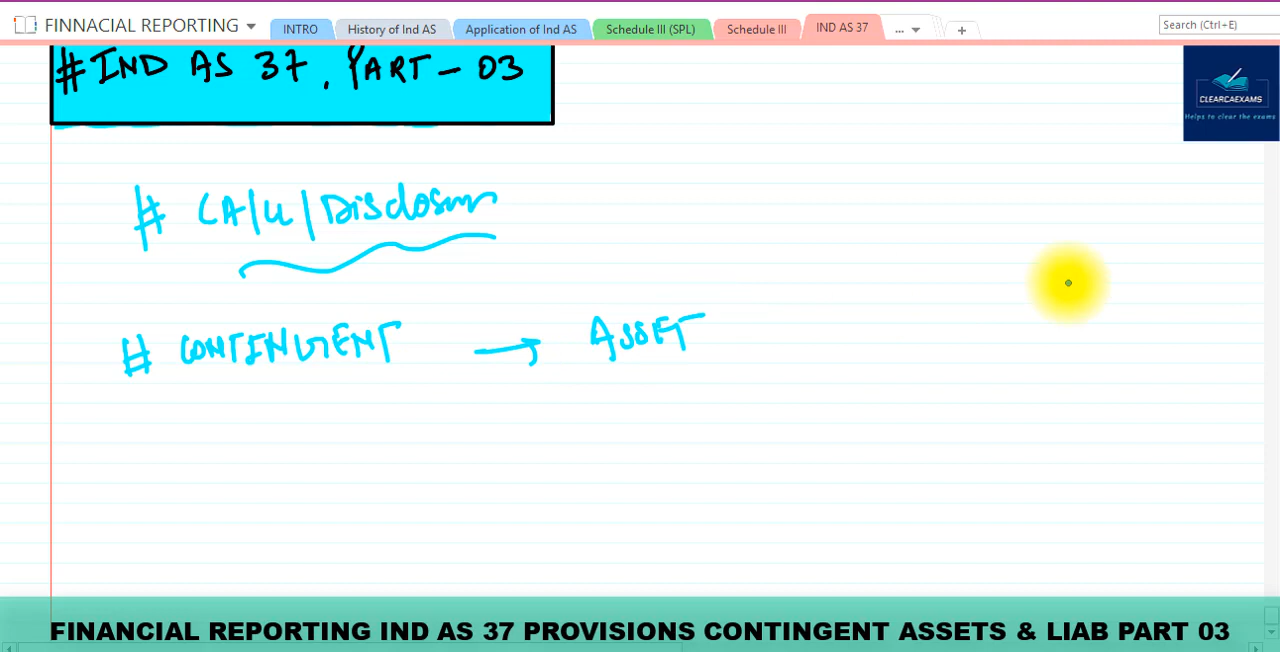 FINNACIAL REPORTING
INTRO
History of Ind AS
Application of Ind AS
Schedule III (SPL)
Schedule III
IND AS 37
...
+
Search (Ctrl+E)
# IND AS 37. PART - 03
CLEARCAEXAMS
Helps to clear the exams
# CA/CL/Disclosure
# CONTINGENT → ASSET
FINANCIAL REPORTING IND AS 37 PROVISIONS CONTINGENT ASSETS & LIAB PART 03